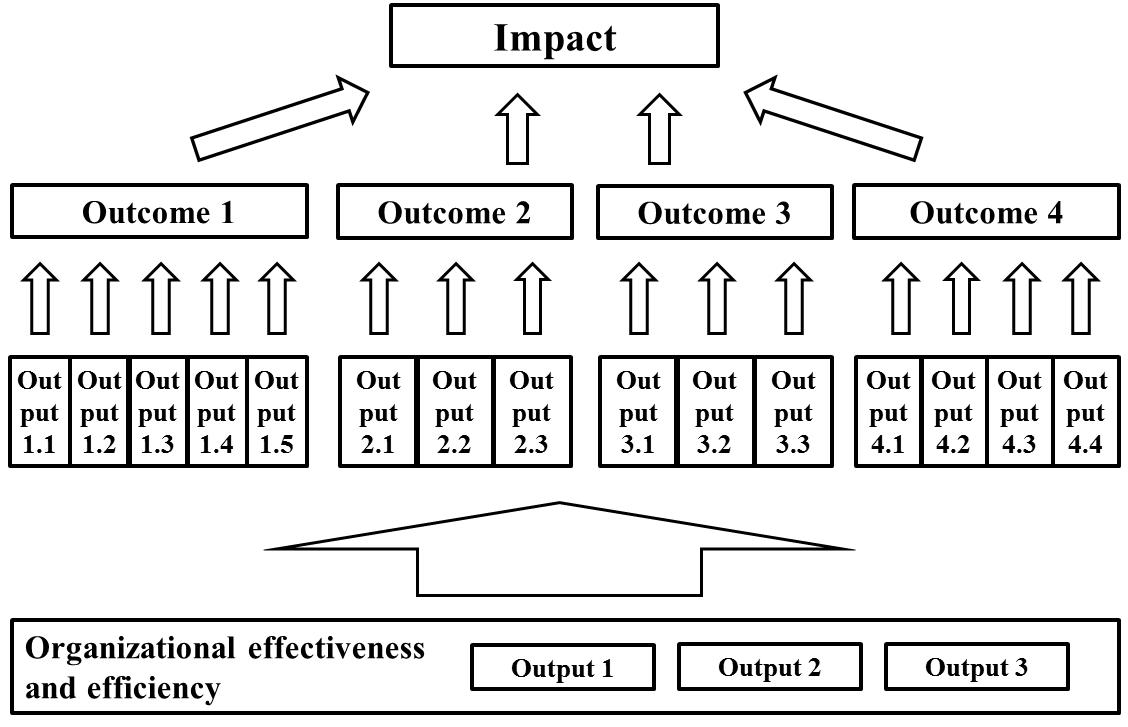 Impact
Outcome 1
Outcome 2
Outcome 3
Outcome 4
Out
put
1.1
Out
put
1.2
Out
put
1.3
Out
put
1.4
Out
put
1.5
Out
put
2.1
Out
put
2.2
Out
put
2.3
Out
put
3.1
Out
put
3.2
Out
put
3.3
Out
put
4.1
Out
put
4.2
Out
put
4.3
Out
put
4.4
Organizational effectiveness
and efficiency
Output 1
Output 2
Output 3